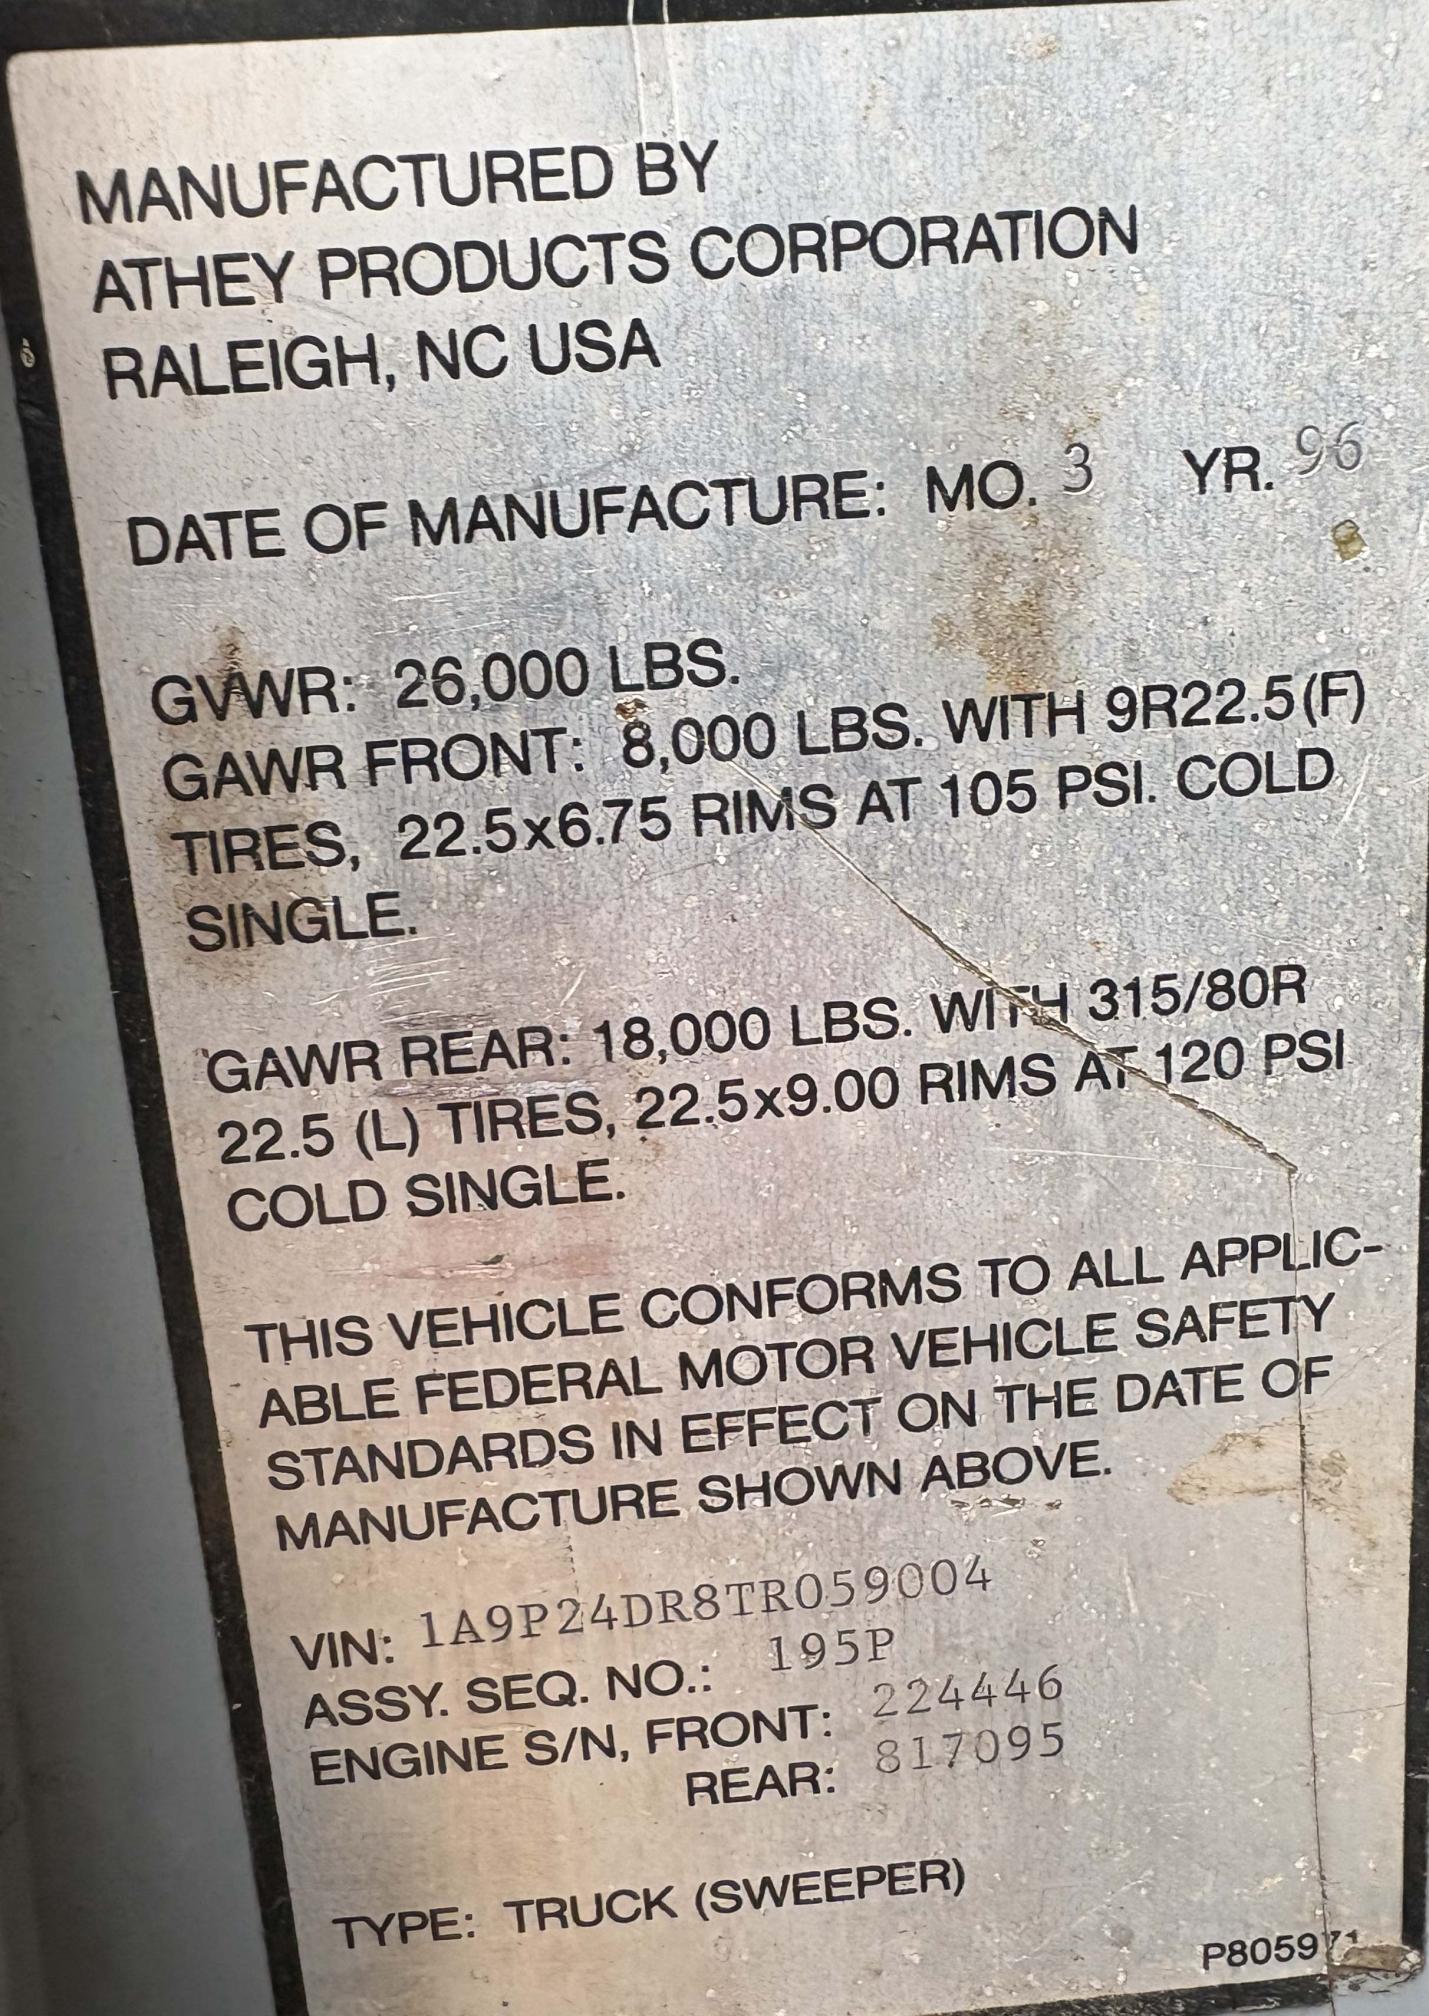 MANUFACTURED BY
ATHEY PRODUCTS CORPORATION
RALEIGH, NC USA
DATE OF MANUFACTURE: MO. 3 YR. 96
GVWR: 26,000 LBS.
GAWR FRONT: 8,000 LBS. WITH 9R22.5(F)
TIRES, 22.5x6.75 RIMS AT 105 PSI. COLD
SINGLE.
GAWR REAR: 18,000 LBS. WITH 315/80R
22.5 (L) TIRES, 22.5x9.00 RIMS AT 120 PSI
COLD SINGLE.
THIS VEHICLE CONFORMS TO ALL APPLIC-
ABLE FEDERAL MOTOR VEHICLE SAFETY
STANDARDS IN EFFECT ON THE DATE OF
MANUFACTURE SHOWN ABOVE.
VIN: 1A9P24DR8TR059004
ASSY. SEQ. NO.: 195P
ENGINE S/N, FRONT: 224446
REAR: 817095
TYPE: TRUCK (SWEEPER)